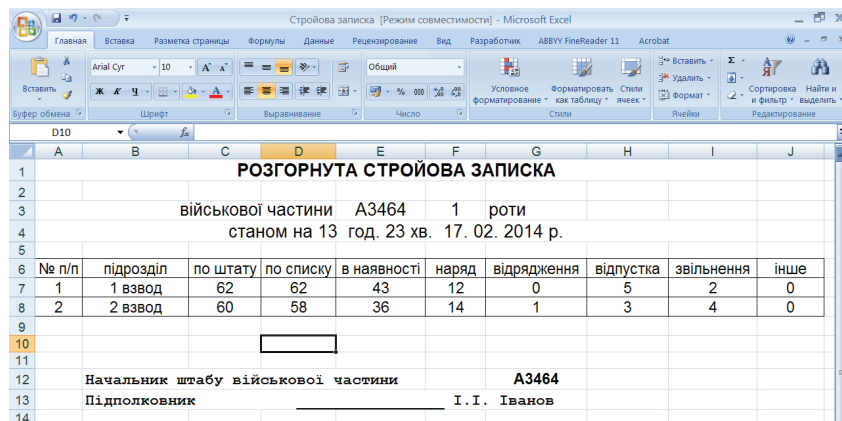 Стройова записка [Режим совместимости] - Microsoft Excel
Главная Вставка Разметка страницы Формулы Данные Рецензирование Вид Разработчик ABBYY FineReader 11 Acrobat
Вставить Arial Cyr 10 Общий Условное форматирование Форматировать как таблицу Стили ячеек Вставить Удалить Формат Сортировка и фильтр Найти и выделить
Ж К Ч % 000
Буфер обмена Шрифт Выравнивание Число Стили Ячейки Редактирование
D10 fx
A B C D E F G H I J
1 РОЗГОРНУТА СТРОЙОВА ЗАПИСКА
2
3 військової частини А3464 1 роти
4 станом на 13 год. 23 хв. 17. 02. 2014 р.
5
6 № п/п підрозділ по штату по списку в наявності наряд відрядження відпустка звільнення інше
7 1 1 взвод 62 62 43 12 0 5 2 0
8 2 2 взвод 60 58 36 14 1 3 4 0
9
10
11
12 Начальник штабу військової частини А3464
13 Підполковник І.І. Іванов
14